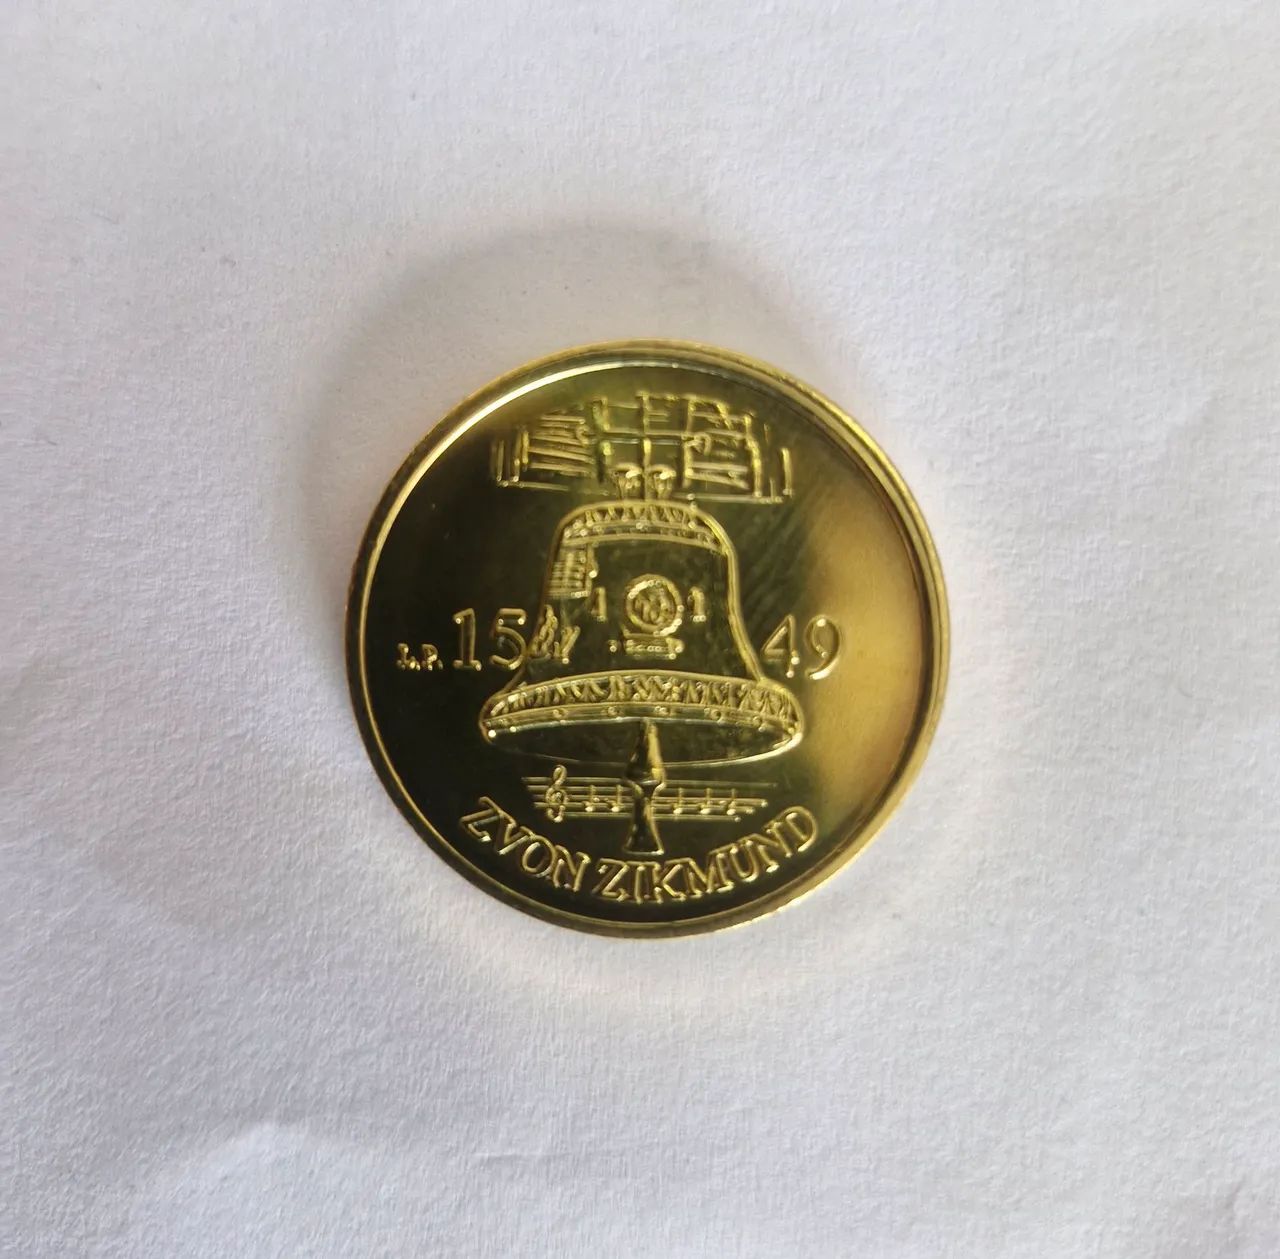 L.P. 15 49
ZVON ZIKMUND